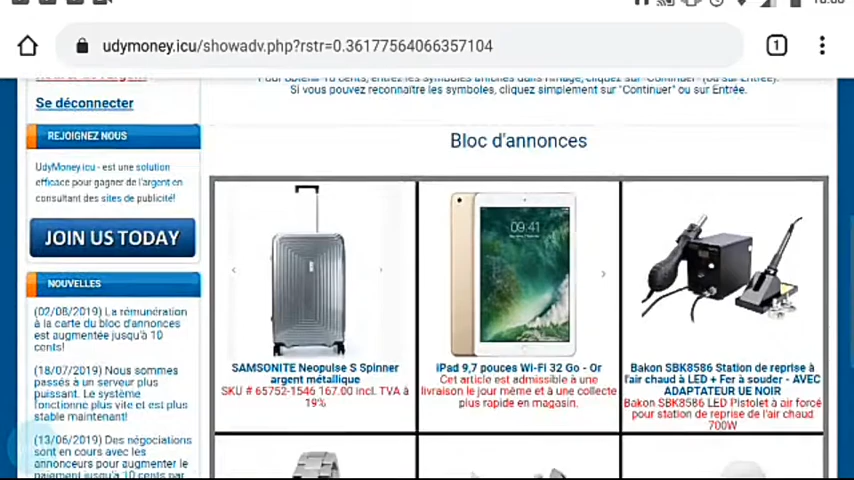 udymoney.icu/showadv.php?rstr=0.36177564066357104
1
Se déconnecter
Si vous pouvez reconnaître les symboles, cliquez simplement sur "Continuer" ou sur Entrée.
REJOIGNEZ NOUS
UdyMoney.icu - est une solution
efficace pour gagner de l'argent en
consultant des sites de publicité!
JOIN US TODAY
NOUVELLES
(02/08/2019) La rémunération
à la carte du bloc d'annonces
est augmentée jusqu'à 10
cents!
(18/07/2019) Nous sommes
passés à un serveur plus
puissant. Le système
fonctionne plus vite et est plus
stable maintenant!
(13/06/2019) Des négociations
sont en cours avec les
annonceurs pour augmenter le
paiement jusqu'à 10 cents par
Bloc d'annonces
SAMSONITE Neopulse S Spinner
argent métallique
SKU # 65752-1546 167.00 incl. TVA à
19%
09:41
iPad 9,7 pouces Wi-Fi 32 Go - Or
Cet article est admissible à une
livraison le jour même et à une collecte
plus rapide en magasin.
Bakon SBK8586 Station de reprise à
l'air chaud à LED + Fer à souder - AVEC
ADAPTATEUR UE NOIR
Bakon SBK8586 LED Pistolet à air forcé
pour station de reprise de l'air chaud
700W